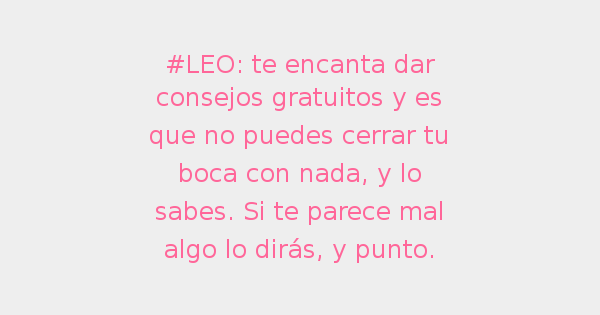 #LEO: te encanta dar
consejos gratuitos y es
que no puedes cerrar tu
boca con nada, y lo
sabes. Si te parece mal
algo lo dirás, y punto.